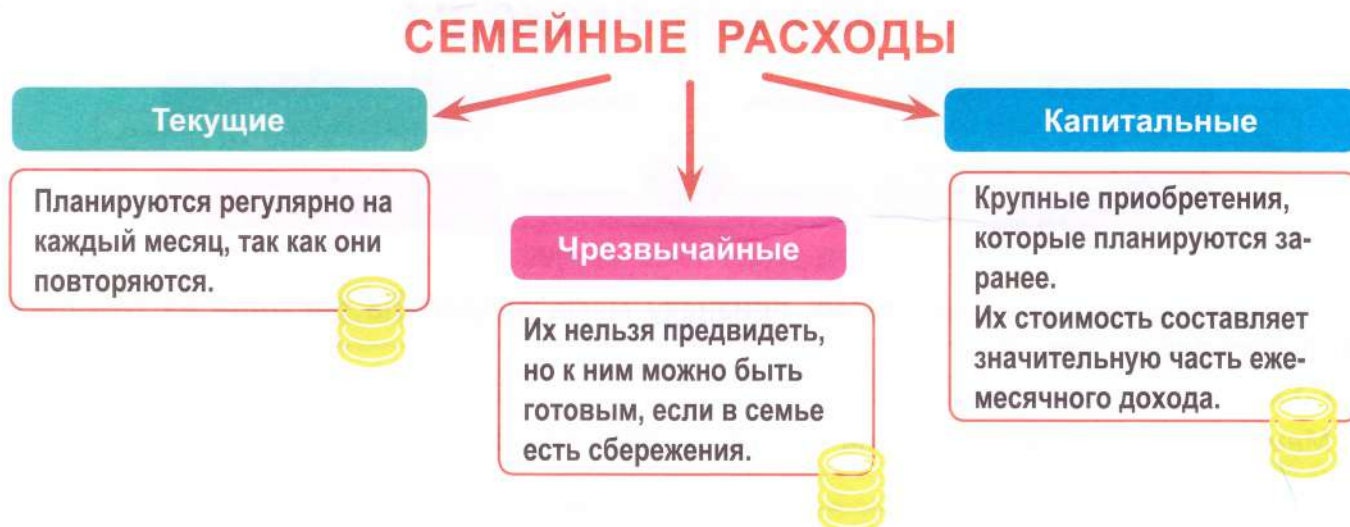 СЕМЕЙНЫЕ РАСХОДЫ
Текущие
Планируются регулярно на
каждый месяц, так как они
повторяются.
Чрезвычайные
Их нельзя предвидеть,
но к ним можно быть
готовым, если в семье
есть сбережения.
Капитальные
Крупные приобретения,
которые планируются за-
ранее.
Их стоимость составляет
значительную часть еже-
месячного дохода.